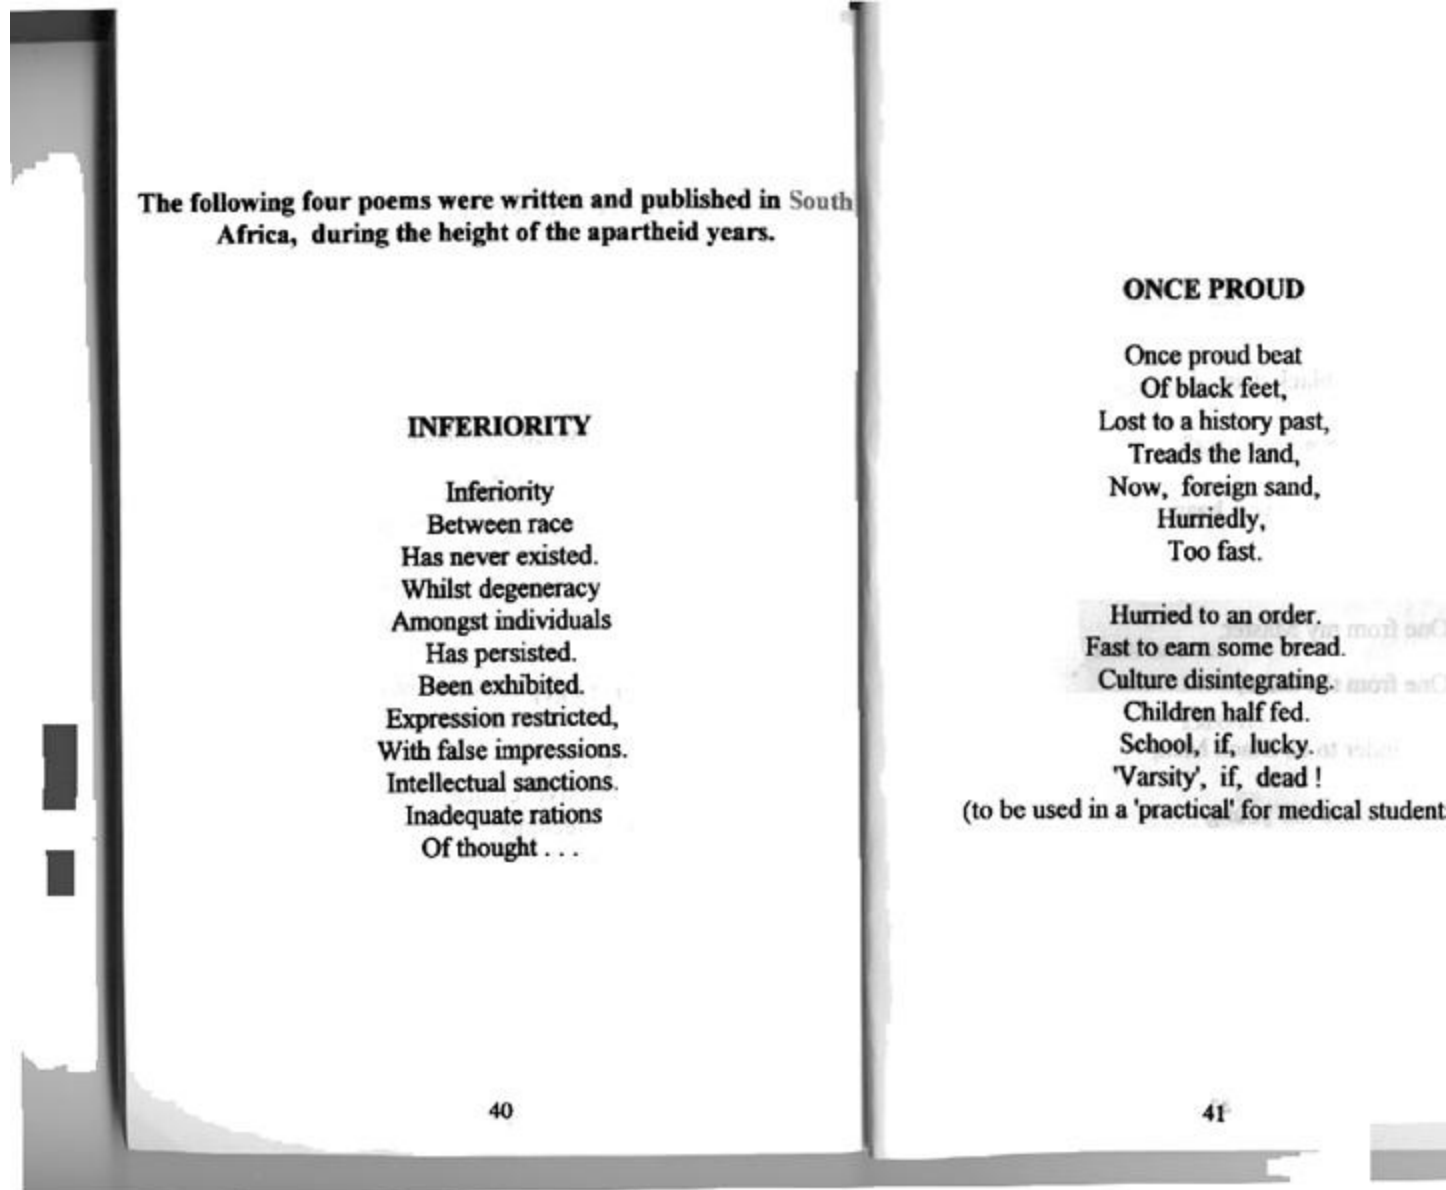 The following four poems were written and published in South
Africa, during the height of the apartheid years.
INFERIORITY
Inferiority
Between race
Has never existed.
Whilst degeneracy
Amongst individuals
Has persisted.
Been exhibited.
Expression restricted,
With false impressions.
Intellectual sanctions.
Inadequate rations
Of thought . . .
40
ONCE PROUD
Once proud beat
Of black feet,
Lost to a history past,
Treads the land,
Now, foreign sand,
Hurriedly,
Too fast.
Hurried to an order.
Fast to earn some bread.
Culture disintegrating.
Children half fed.
School, if, lucky.
'Varsity', if, dead !
(to be used in a 'practical' for medical student
41